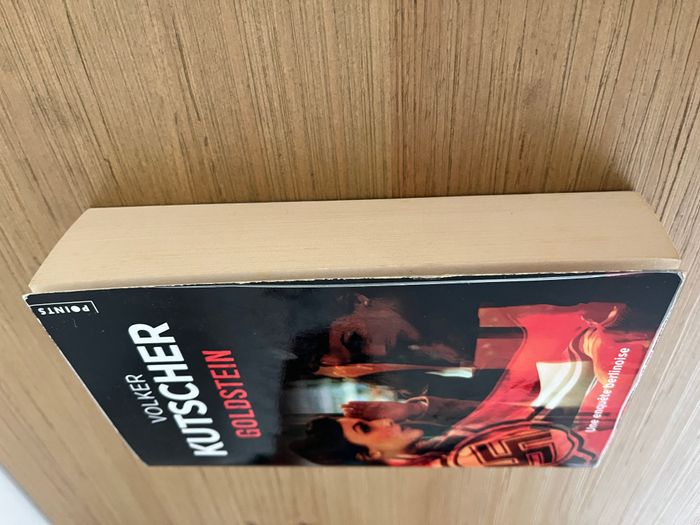 POINTS
VOLKER
KUTSCHER
GOLDSTEIN
Une enquête berlinoise